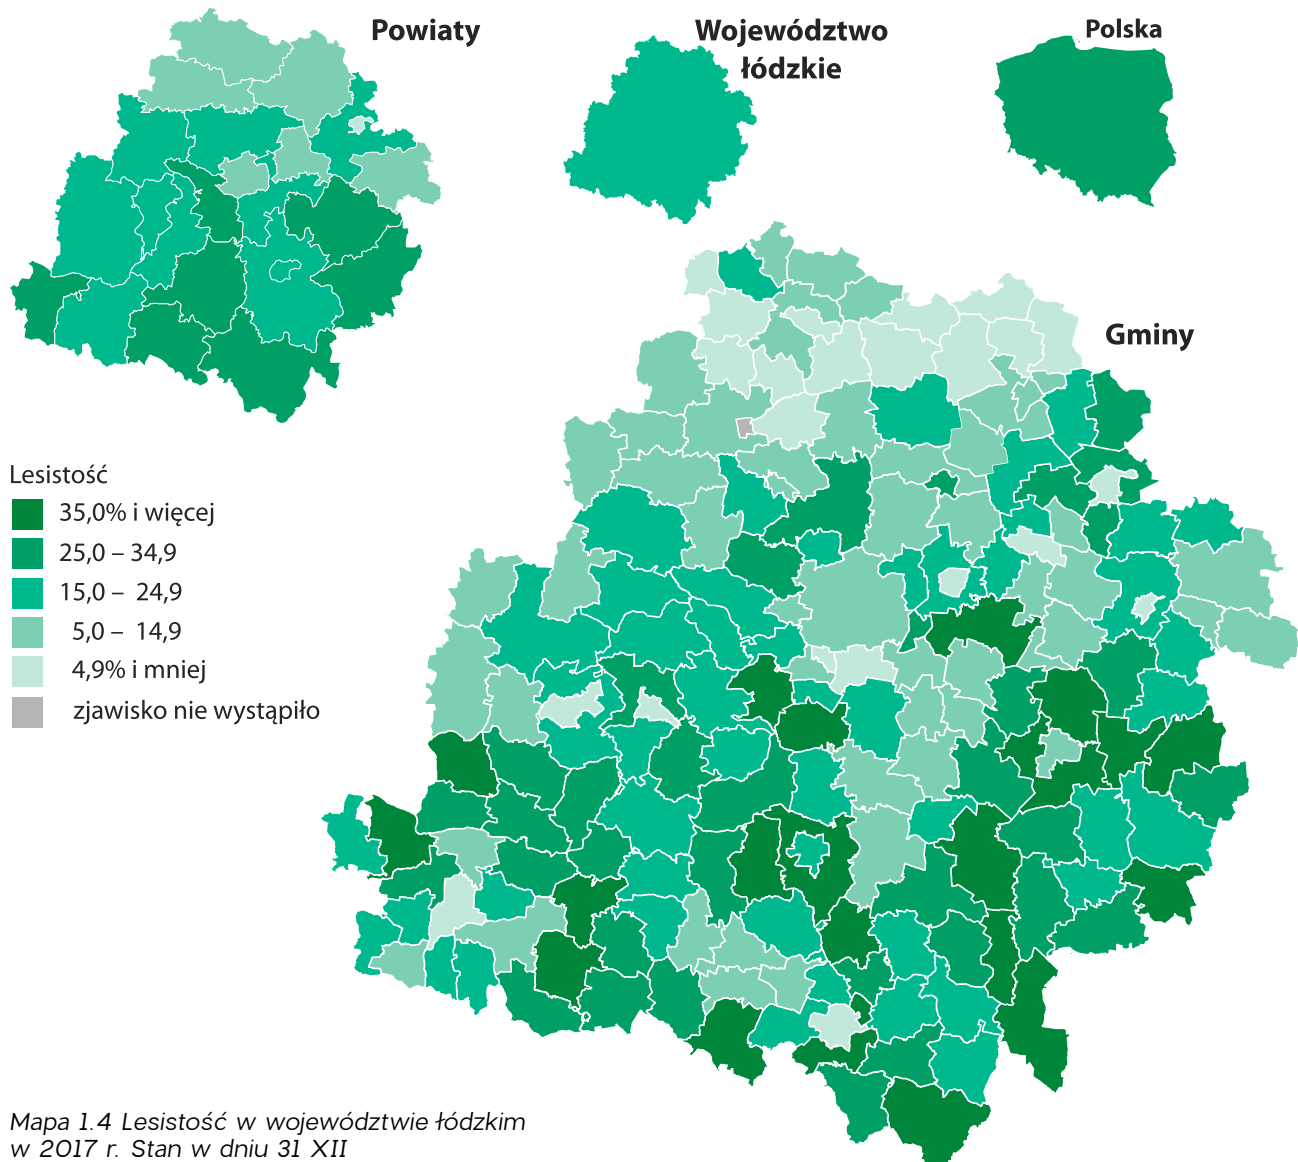 Powiaty
Województwo
łódzkie
Polska
Gminy
Lesistość
35,0% i więcej
25,0 – 34,9
15,0 – 24,9
5,0 – 14,9
4,9% i mniej
zjawisko nie wystąpiło
Mapa 1.4 Lesistość w województwie łódzkim
w 2017 r. Stan w dniu 31 XII